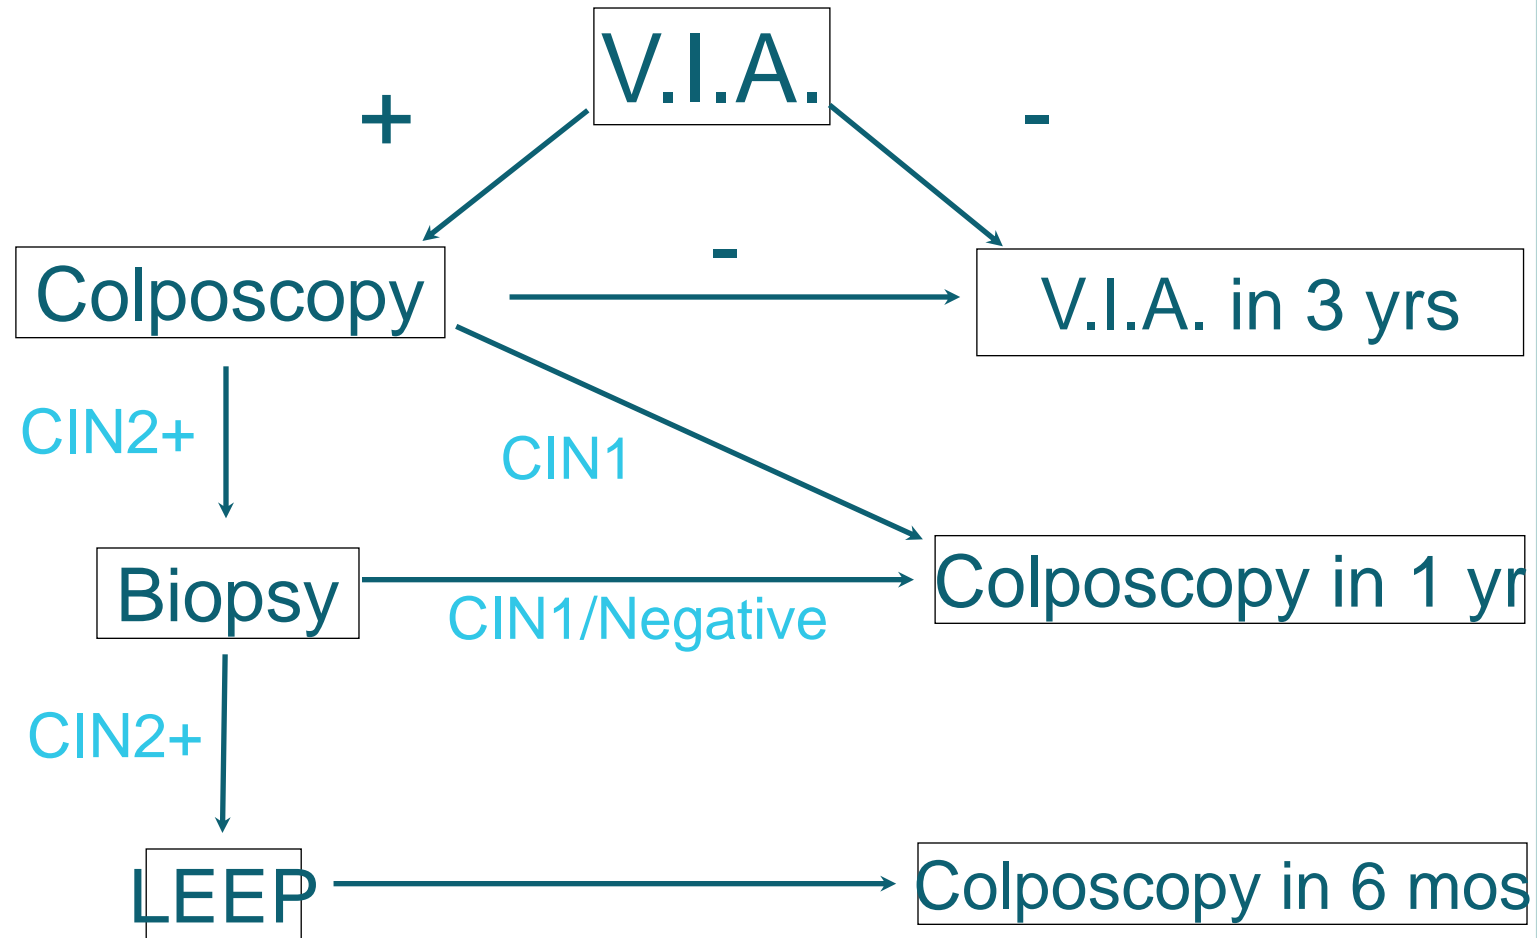 V.I.A.
+
-
Colposcopy
-
V.I.A. in 3 yrs
CIN2+
CIN1
Biopsy
CIN1/Negative
Colposcopy in 1 yr
CIN2+
LEEP
Colposcopy in 6 mos